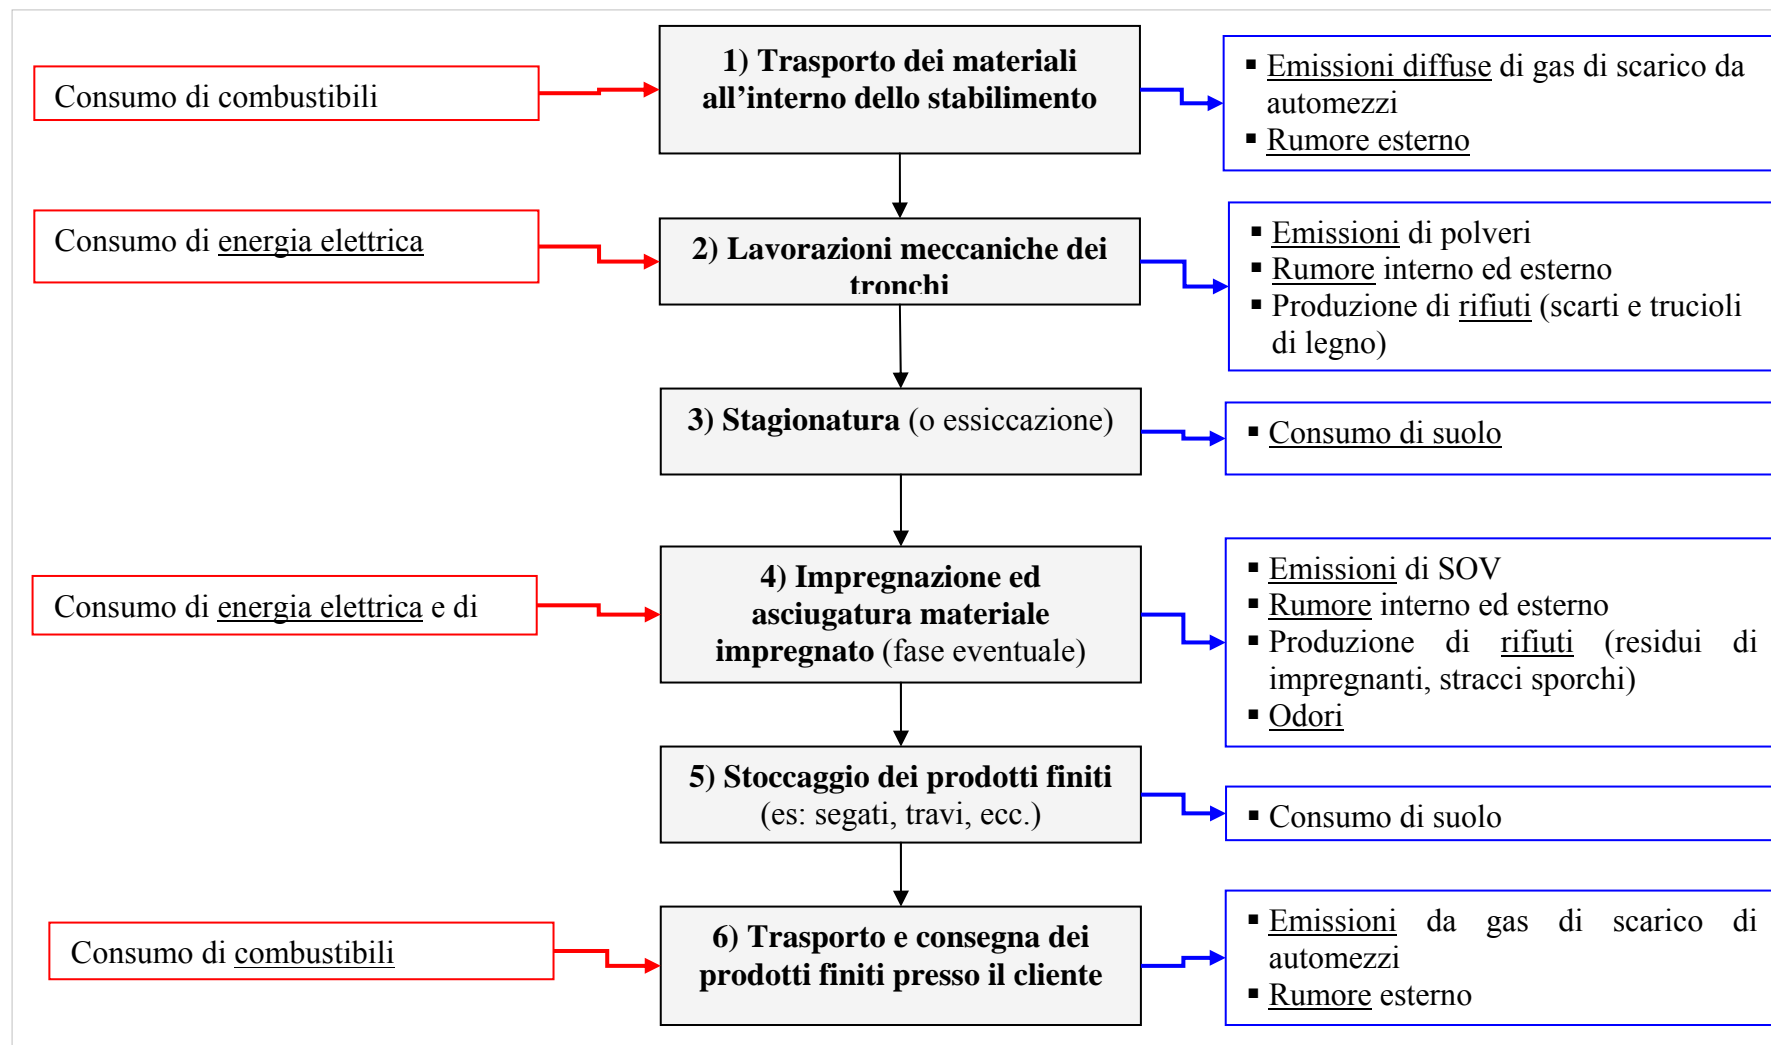 Consumo di combustibili
1) Trasporto dei materiali
all’interno dello stabilimento
▪ Emissioni diffuse di gas di scarico da
automezzi
▪ Rumore esterno
Consumo di energia elettrica
2) Lavorazioni meccaniche dei
tronchi
▪ Emissioni di polveri
▪ Rumore interno ed esterno
▪ Produzione di rifiuti (scarti e trucioli
di legno)
3) Stagionatura (o essiccazione)
▪ Consumo di suolo
Consumo di energia elettrica e di
4) Impregnazione ed
asciugatura materiale
impregnato (fase eventuale)
▪ Emissioni di SOV
▪ Rumore interno ed esterno
▪ Produzione di rifiuti (residui di
impregnanti, stracci sporchi)
▪ Odori
5) Stoccaggio dei prodotti finiti
(es: segati, travi, ecc.)
▪ Consumo di suolo
Consumo di combustibili
6) Trasporto e consegna dei
prodotti finiti presso il cliente
▪ Emissioni da gas di scarico di
automezzi
▪ Rumore esterno